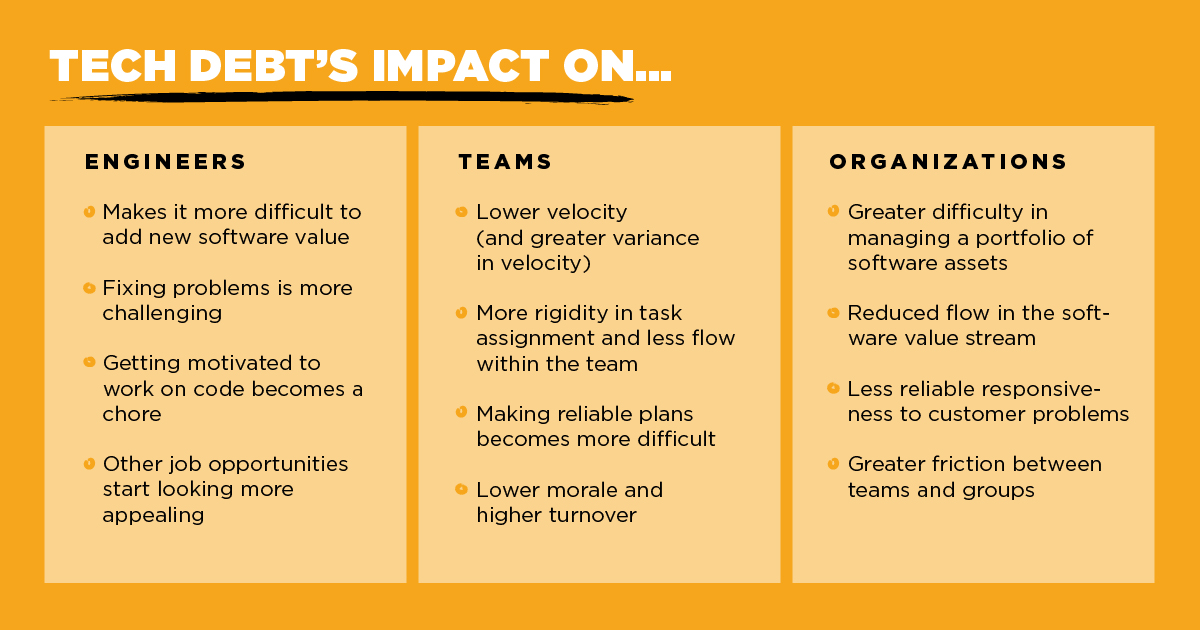 TECH DEBT'S IMPACT ON...
ENGINEERS
Makes it more difficult to
add new software value
Fixing problems is more
challenging
Getting motivated to
work on code becomes a
chore
Other job opportunities
start looking more
appealing
TEAMS
Lower velocity
(and greater variance
in velocity)
More rigidity in task
assignment and less flow
within the team
Making reliable plans
becomes more difficult
Lower morale and
higher turnover
ORGANIZATIONS
Greater difficulty in
managing a portfolio of
software assets
Reduced flow in the soft-
ware value stream
Less reliable responsive-
ness to customer problems
Greater friction between
teams and groups